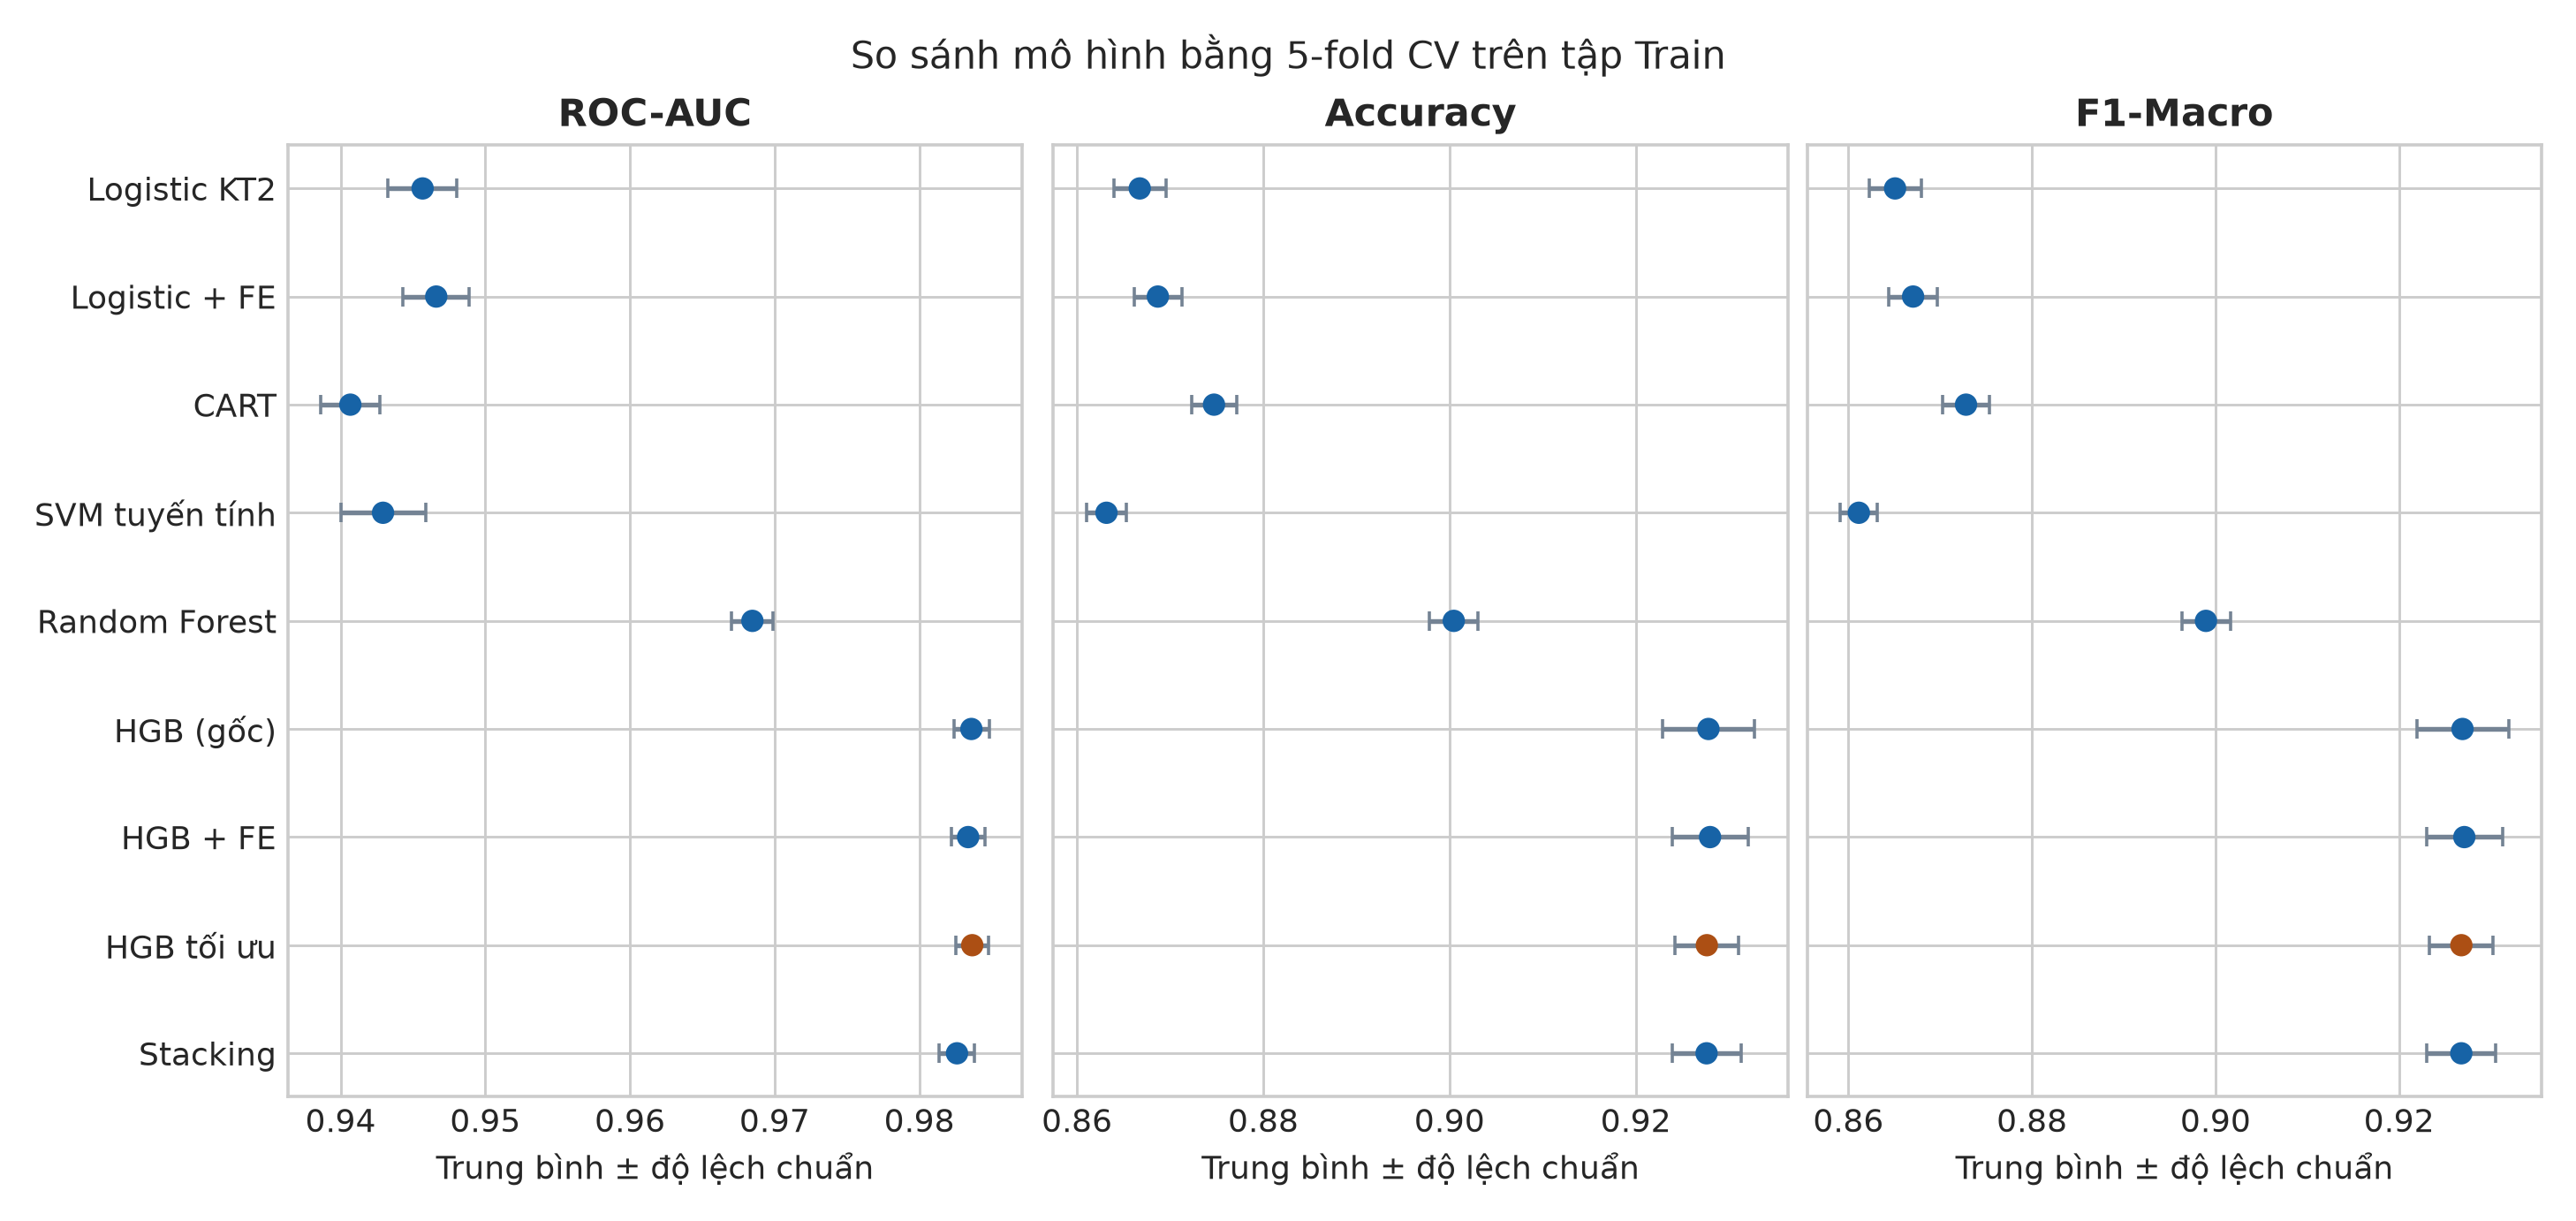 So sánh mô hình bằng 5-fold CV trên tập Train
ROC-AUC
Accuracy
F1-Macro
Logistic KT2
Logistic + FE
CART
SVM tuyến tính
Random Forest
HGB (gốc)
HGB + FE
HGB tối ưu
Stacking
0.94 0.95 0.96 0.97 0.98
0.86 0.88 0.90 0.92
0.86 0.88 0.90 0.92
Trung bình ± độ lệch chuẩn
Trung bình ± độ lệch chuẩn
Trung bình ± độ lệch chuẩn